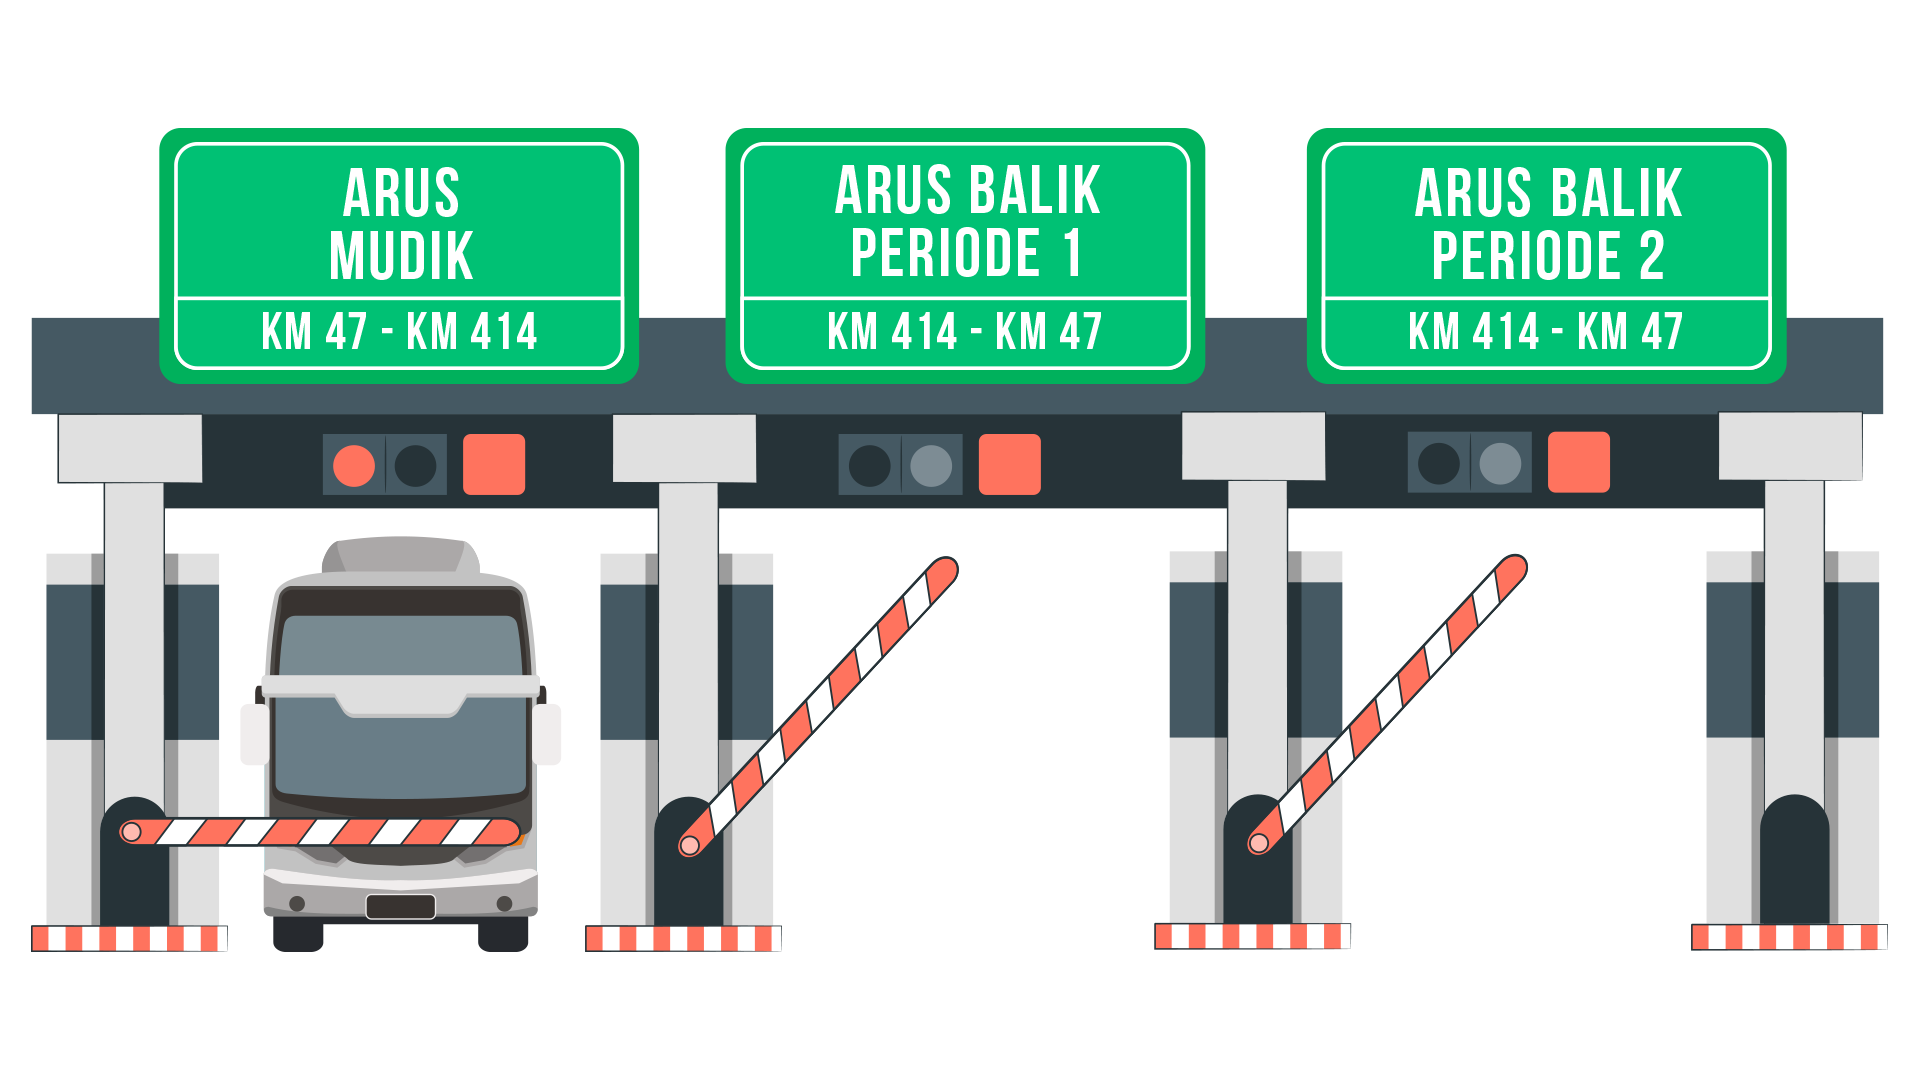 ARUS
MUDIK
KM 47 - KM 414
ARUS BALIK
PERIODE 1
KM 414 - KM 47
ARUS BALIK
PERIODE 2
KM 414 - KM 47